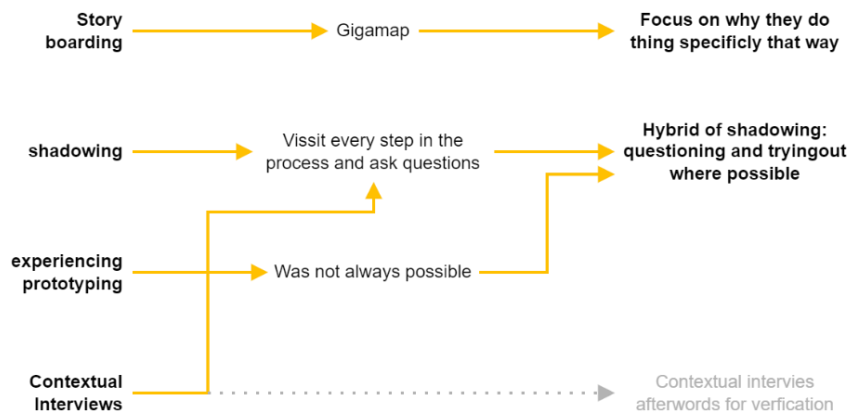 Story
boarding
Gigamap
Focus on why they do
thing specificly that way
shadowing
Vissit every step in the
process and ask questions
Hybrid of shadowing:
questioning and tryingout
where possible
experiencing
prototyping
Was not always possible
Contextual
Interviews
Contextual intervies
afterwords for verfication